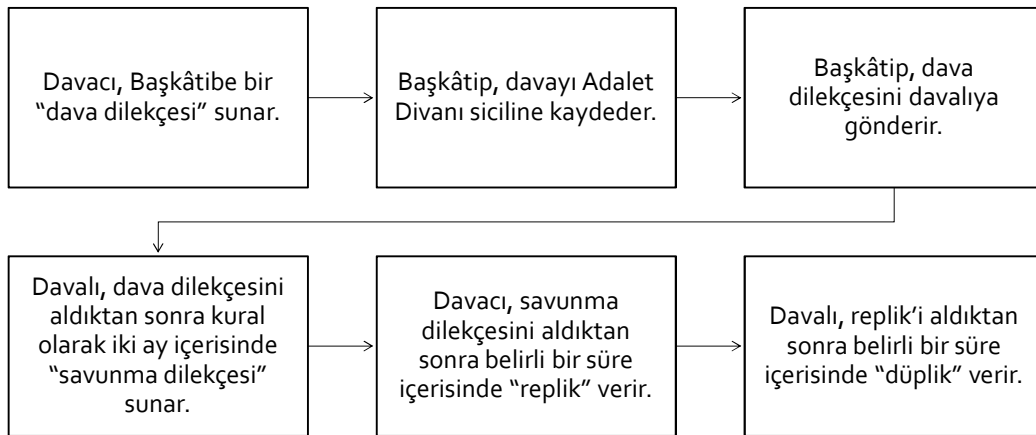 Davacı, Başkâtibe bir
“dava dilekçesi” sunar.
Başkâtip, davayı Adalet
Divanı siciline kaydeder.
Başkâtip, dava
dilekçesini davalıya
gönderir.
Davalı, dava dilekçesini
aldıktan sonra kural
olarak iki ay içerisinde
“savunma dilekçesi”
sunar.
Davacı, savunma
dilekçesini aldıktan
sonra belirli bir süre
içerisinde “replik” verir.
Davalı, replik’i aldıktan
sonra belirli bir süre
içerisinde “düplik” verir.